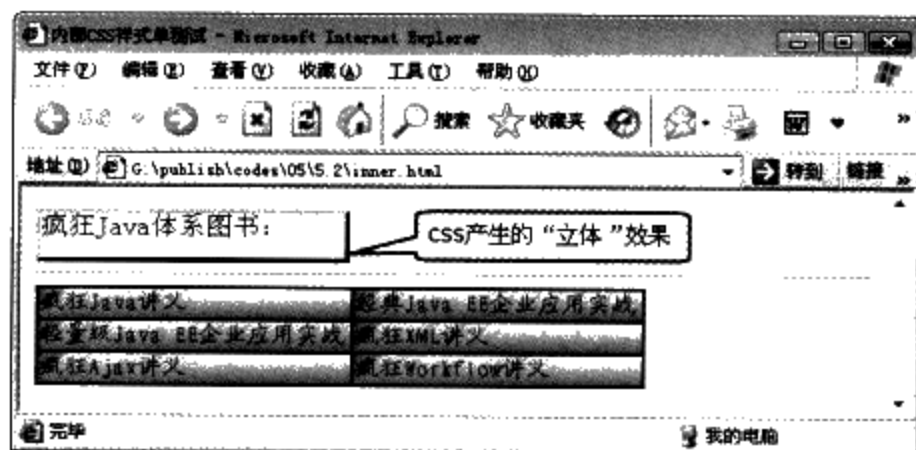 内部CSS样式单测试 - Microsoft Internet Explorer
文件(F) 编辑(E) 查看(V) 收藏(A) 工具(T) 帮助(H)
搜索 收藏夹
地址(D) G:\publish\codes\05\5.2\inner.html 转到 链接
疯狂Java体系图书：
CSS产生的“立体”效果
疯狂Java讲义 经典Java EE企业应用实战
轻量级Java EE企业应用实战 疯狂XML讲义
疯狂Ajax讲义 疯狂Workflow讲义
完毕 我的电脑